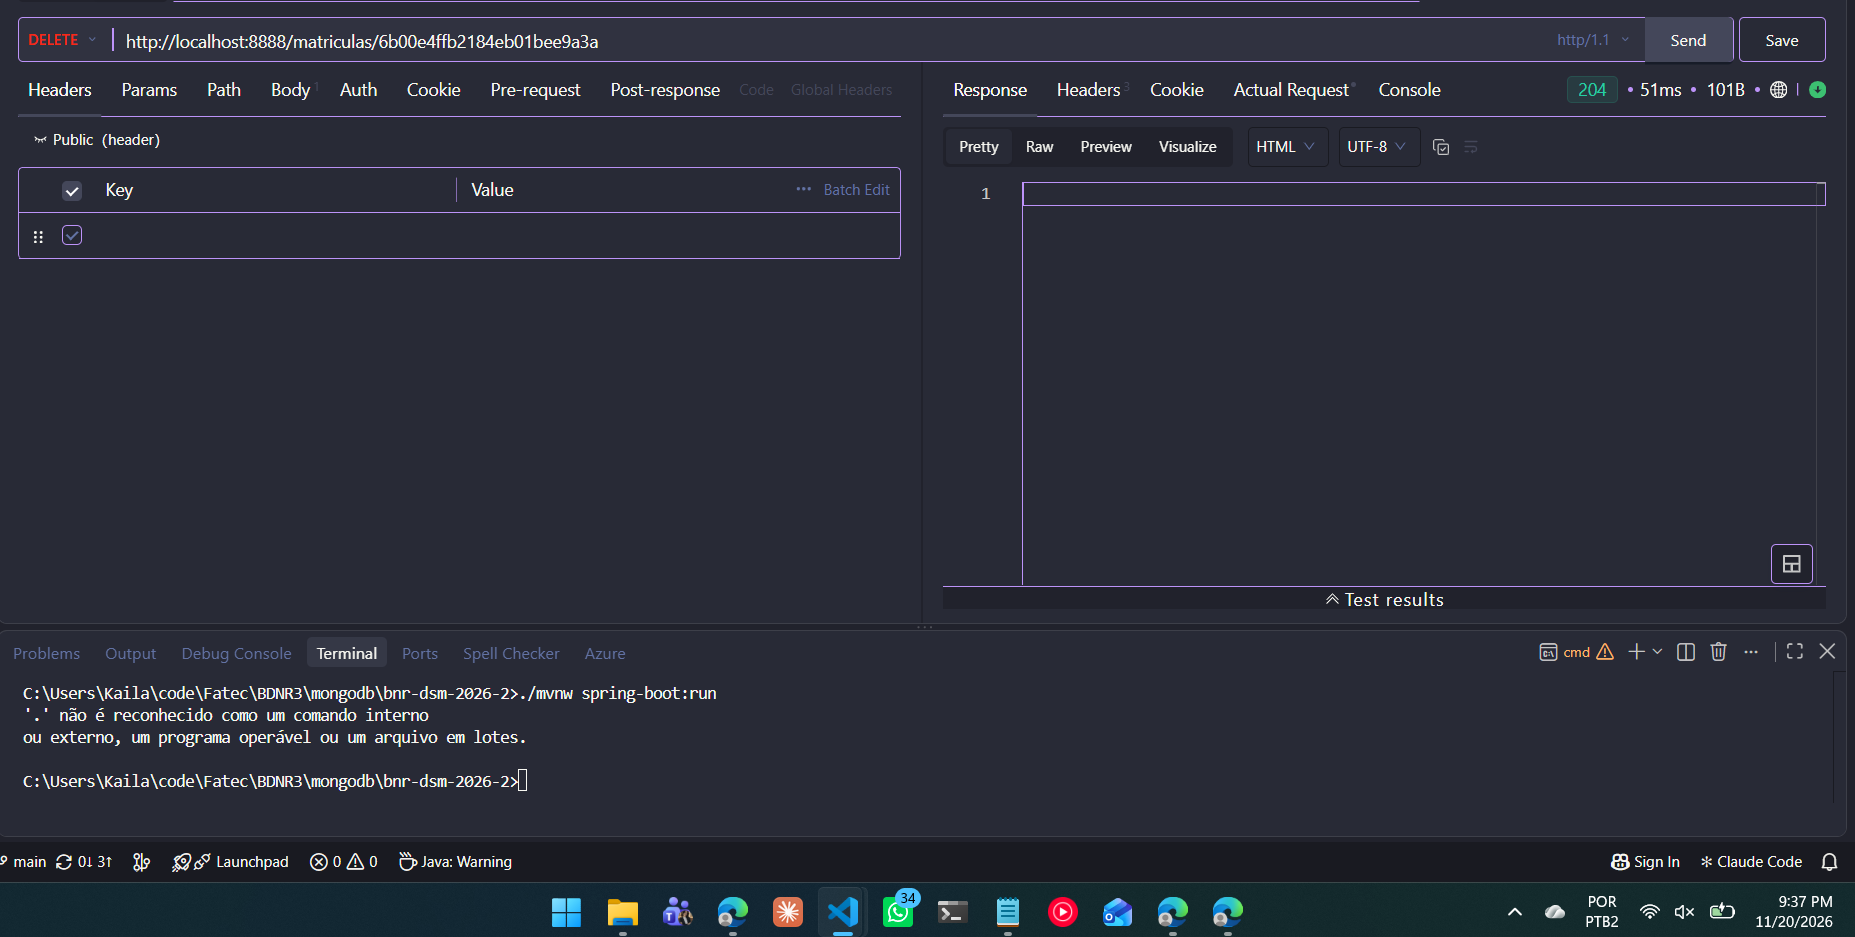 DELETE http://localhost:8888/matriculas/6b00e4ffb2184eb01bee9a3a http/1.1 Send Save
Headers Params Path Body 1 Auth Cookie Pre-request Post-response Code Global Headers
Public (header)
Key Value ... Batch Edit
Response Headers 3 Cookie Actual Request Console 204 • 51ms • 101B •
Pretty Raw Preview Visualize HTML UTF-8
1
Test results
Problems Output Debug Console Terminal Ports Spell Checker Azure cmd
C:\Users\Kaila\code\Fatec\BDNR3\mongodb\bnr-dsm-2026-2>./mvnw spring-boot:run
'.' não é reconhecido como um comando interno
ou externo, um programa operável ou um arquivo em lotes.
C:\Users\Kaila\code\Fatec\BDNR3\mongodb\bnr-dsm-2026-2>
main 0↓ 3↑ Launchpad 0 0 Java: Warning Sign In Claude Code
34
POR
PTB2
9:37 PM
11/20/2026